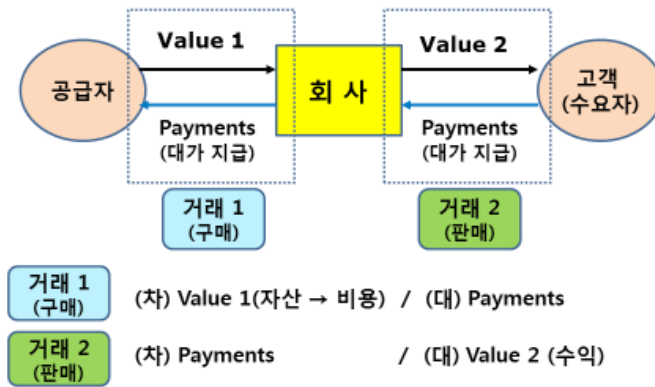 Value 1
Value 2
공급자
회 사
고객
(수요자)
Payments
(대가 지급)
Payments
(대가 지급)
거래 1
(구매)
거래 2
(판매)
거래 1
(구매)
(차) Value 1(자산 → 비용) / (대) Payments
거래 2
(판매)
(차) Payments / (대) Value 2 (수익)